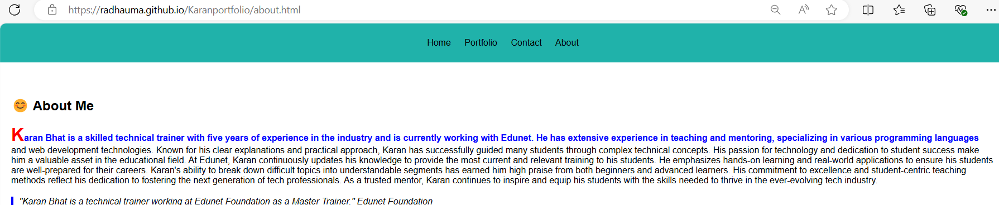 https://radhauma.github.io/Karanportfolio/about.html
Home Portfolio Contact About
😊 About Me
Karan Bhat is a skilled technical trainer with five years of experience in the industry and is currently working with Edunet. He has extensive experience in teaching and mentoring, specializing in various programming languages
and web development technologies. Known for his clear explanations and practical approach, Karan has successfully guided many students through complex technical concepts. His passion for technology and dedication to student success make
him a valuable asset in the educational field. At Edunet, Karan continuously updates his knowledge to provide the most current and relevant training to his students. He emphasizes hands-on learning and real-world applications to ensure his students
are well-prepared for their careers. Karan's ability to break down difficult topics into understandable segments has earned him high praise from both beginners and advanced learners. His commitment to excellence and student-centric teaching
methods reflect his dedication to fostering the next generation of tech professionals. As a trusted mentor, Karan continues to inspire and equip his students with the skills needed to thrive in the ever-evolving tech industry.
"Karan Bhat is a technical trainer working at Edunet Foundation as a Master Trainer." Edunet Foundation